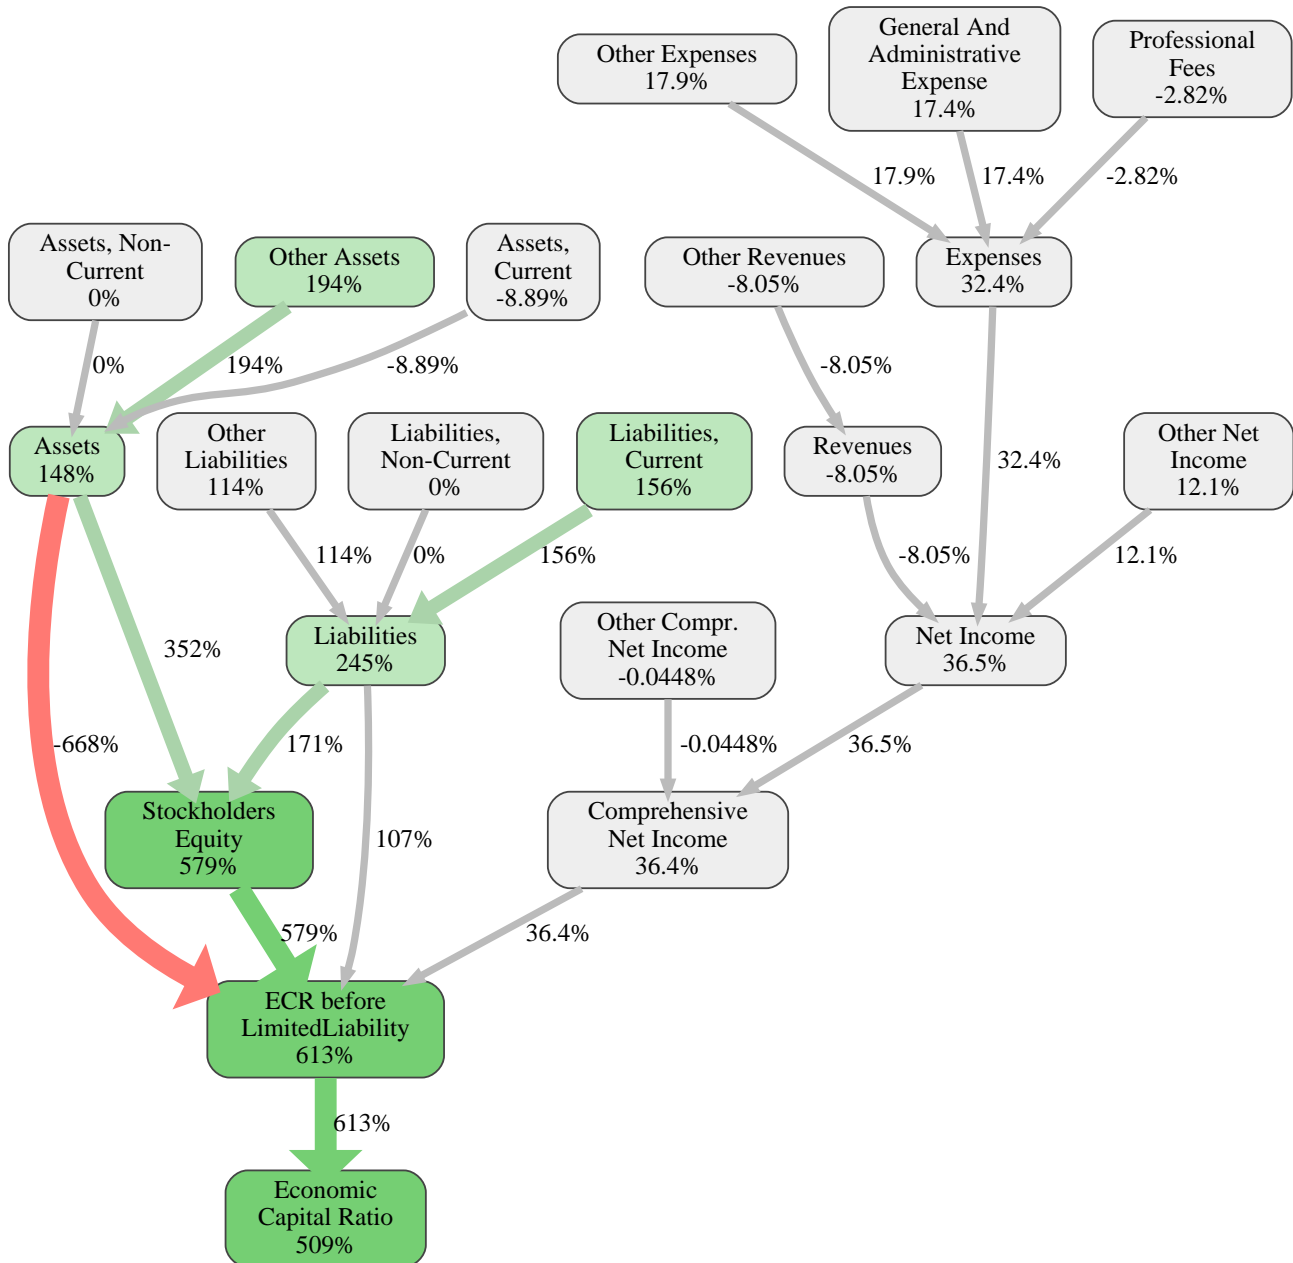 Other Expenses
17.9%
General And
Administrative
Expense
17.4%
Professional
Fees
-2.82%
17.9%
17.4%
-2.82%
Assets, Non-
Current
0%
Other Assets
194%
Assets,
Current
-8.89%
Other Revenues
-8.05%
Expenses
32.4%
0%
194%
-8.89%
-8.05%
Assets
148%
Other
Liabilities
114%
Liabilities,
Non-Current
0%
Liabilities,
Current
156%
Revenues
-8.05%
32.4%
Other Net
Income
12.1%
114%
0%
156%
-8.05%
12.1%
352%
Liabilities
245%
Other Compr.
Net Income
-0.0448%
Net Income
36.5%
-668%
171%
-0.0448%
36.5%
Stockholders
Equity
579%
107%
Comprehensive
Net Income
36.4%
579%
36.4%
ECR before
LimitedLiability
613%
613%
Economic
Capital Ratio
509%